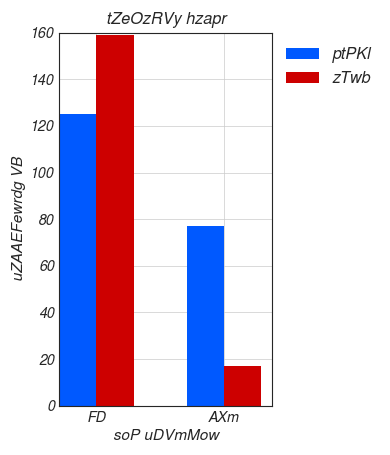 tZeOzRVy hzapr
ptPKl
zTwb
uZAAEFewrdg VB
160
140
120
100
80
60
40
20
0
FD
AXm
soP uDVmMow